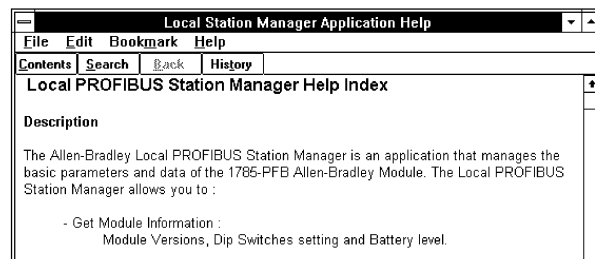 Local Station Manager Application Help
File Edit Bookmark Help
Contents Search Back History
Local PROFIBUS Station Manager Help Index
Description
The Allen-Bradley Local PROFIBUS Station Manager is an application that manages the
basic parameters and data of the 1785-PFB Allen-Bradley Module. The Local PROFIBUS
Station Manager allows you to :
- Get Module Information :
Module Versions, Dip Switches setting and Battery level.